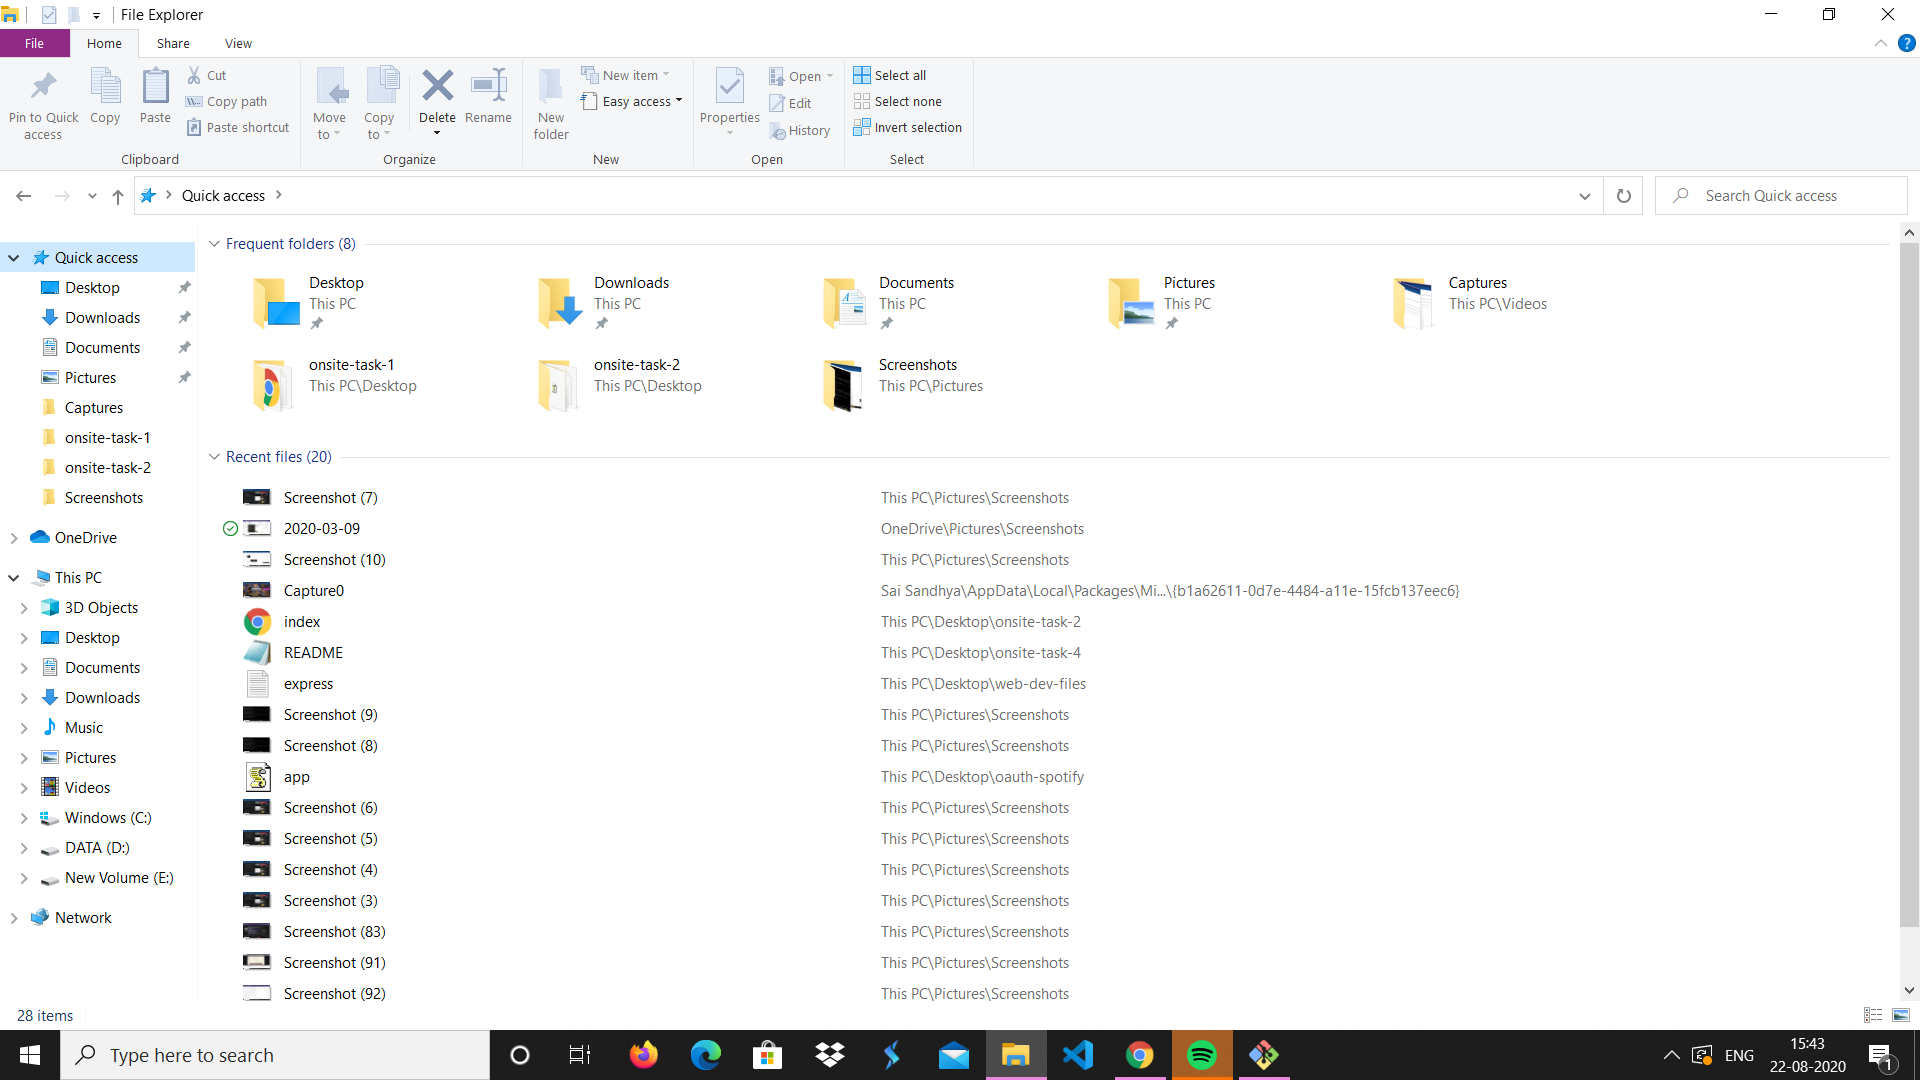 File Explorer
File Home Share View
Pin to Quick access
Copy
Paste
Cut
Copy path
Paste shortcut
Clipboard
Move to
Copy to
Delete
Rename
Organize
New folder
New item
Easy access
New
Properties
Open
Edit
History
Open
Select all
Select none
Invert selection
Select
Quick access
Search Quick access
Quick access
Desktop
Downloads
Documents
Pictures
Captures
onsite-task-1
onsite-task-2
Screenshots
OneDrive
This PC
3D Objects
Desktop
Documents
Downloads
Music
Pictures
Videos
Windows (C:)
DATA (D:)
New Volume (E:)
Network
Frequent folders (8)
Desktop
This PC
Downloads
This PC
Documents
This PC
Pictures
This PC
Captures
This PC\Videos
onsite-task-1
This PC\Desktop
onsite-task-2
This PC\Desktop
Screenshots
This PC\Pictures
Recent files (20)
Screenshot (7) This PC\Pictures\Screenshots
2020-03-09 OneDrive\Pictures\Screenshots
Screenshot (10) This PC\Pictures\Screenshots
Capture0 Sai Sandhya\AppData\Local\Packages\Mi...\{b1a62611-0d7e-4484-a11e-15fcb137eec6}
index This PC\Desktop\onsite-task-2
README This PC\Desktop\onsite-task-4
express This PC\Desktop\web-dev-files
Screenshot (9) This PC\Pictures\Screenshots
Screenshot (8) This PC\Pictures\Screenshots
app This PC\Desktop\oauth-spotify
Screenshot (6) This PC\Pictures\Screenshots
Screenshot (5) This PC\Pictures\Screenshots
Screenshot (4) This PC\Pictures\Screenshots
Screenshot (3) This PC\Pictures\Screenshots
Screenshot (83) This PC\Pictures\Screenshots
Screenshot (91) This PC\Pictures\Screenshots
Screenshot (92) This PC\Pictures\Screenshots
28 items
Type here to search
ENG
15:43
22-08-2020
1